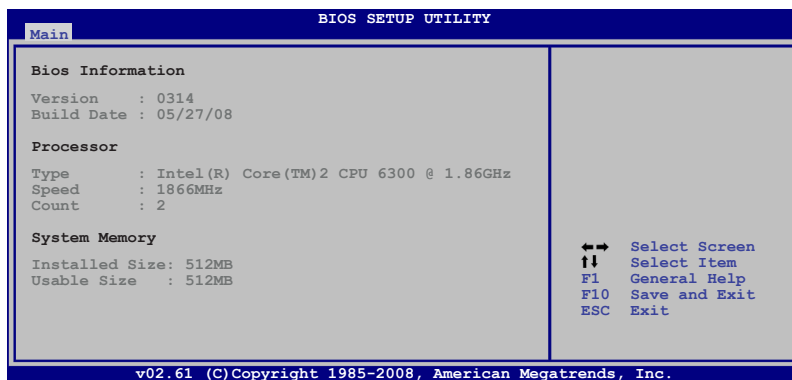 BIOS SETUP UTILITY
Main
Bios Information
Version : 0314
Build Date : 05/27/08
Processor
Type : Intel(R) Core(TM)2 CPU 6300 @ 1.86GHz
Speed : 1866MHz
Count : 2
System Memory
Installed Size: 512MB
Usable Size : 512MB
←→ Select Screen
↑↓ Select Item
F1 General Help
F10 Save and Exit
ESC Exit
v02.61 (C)Copyright 1985-2008, American Megatrends, Inc.